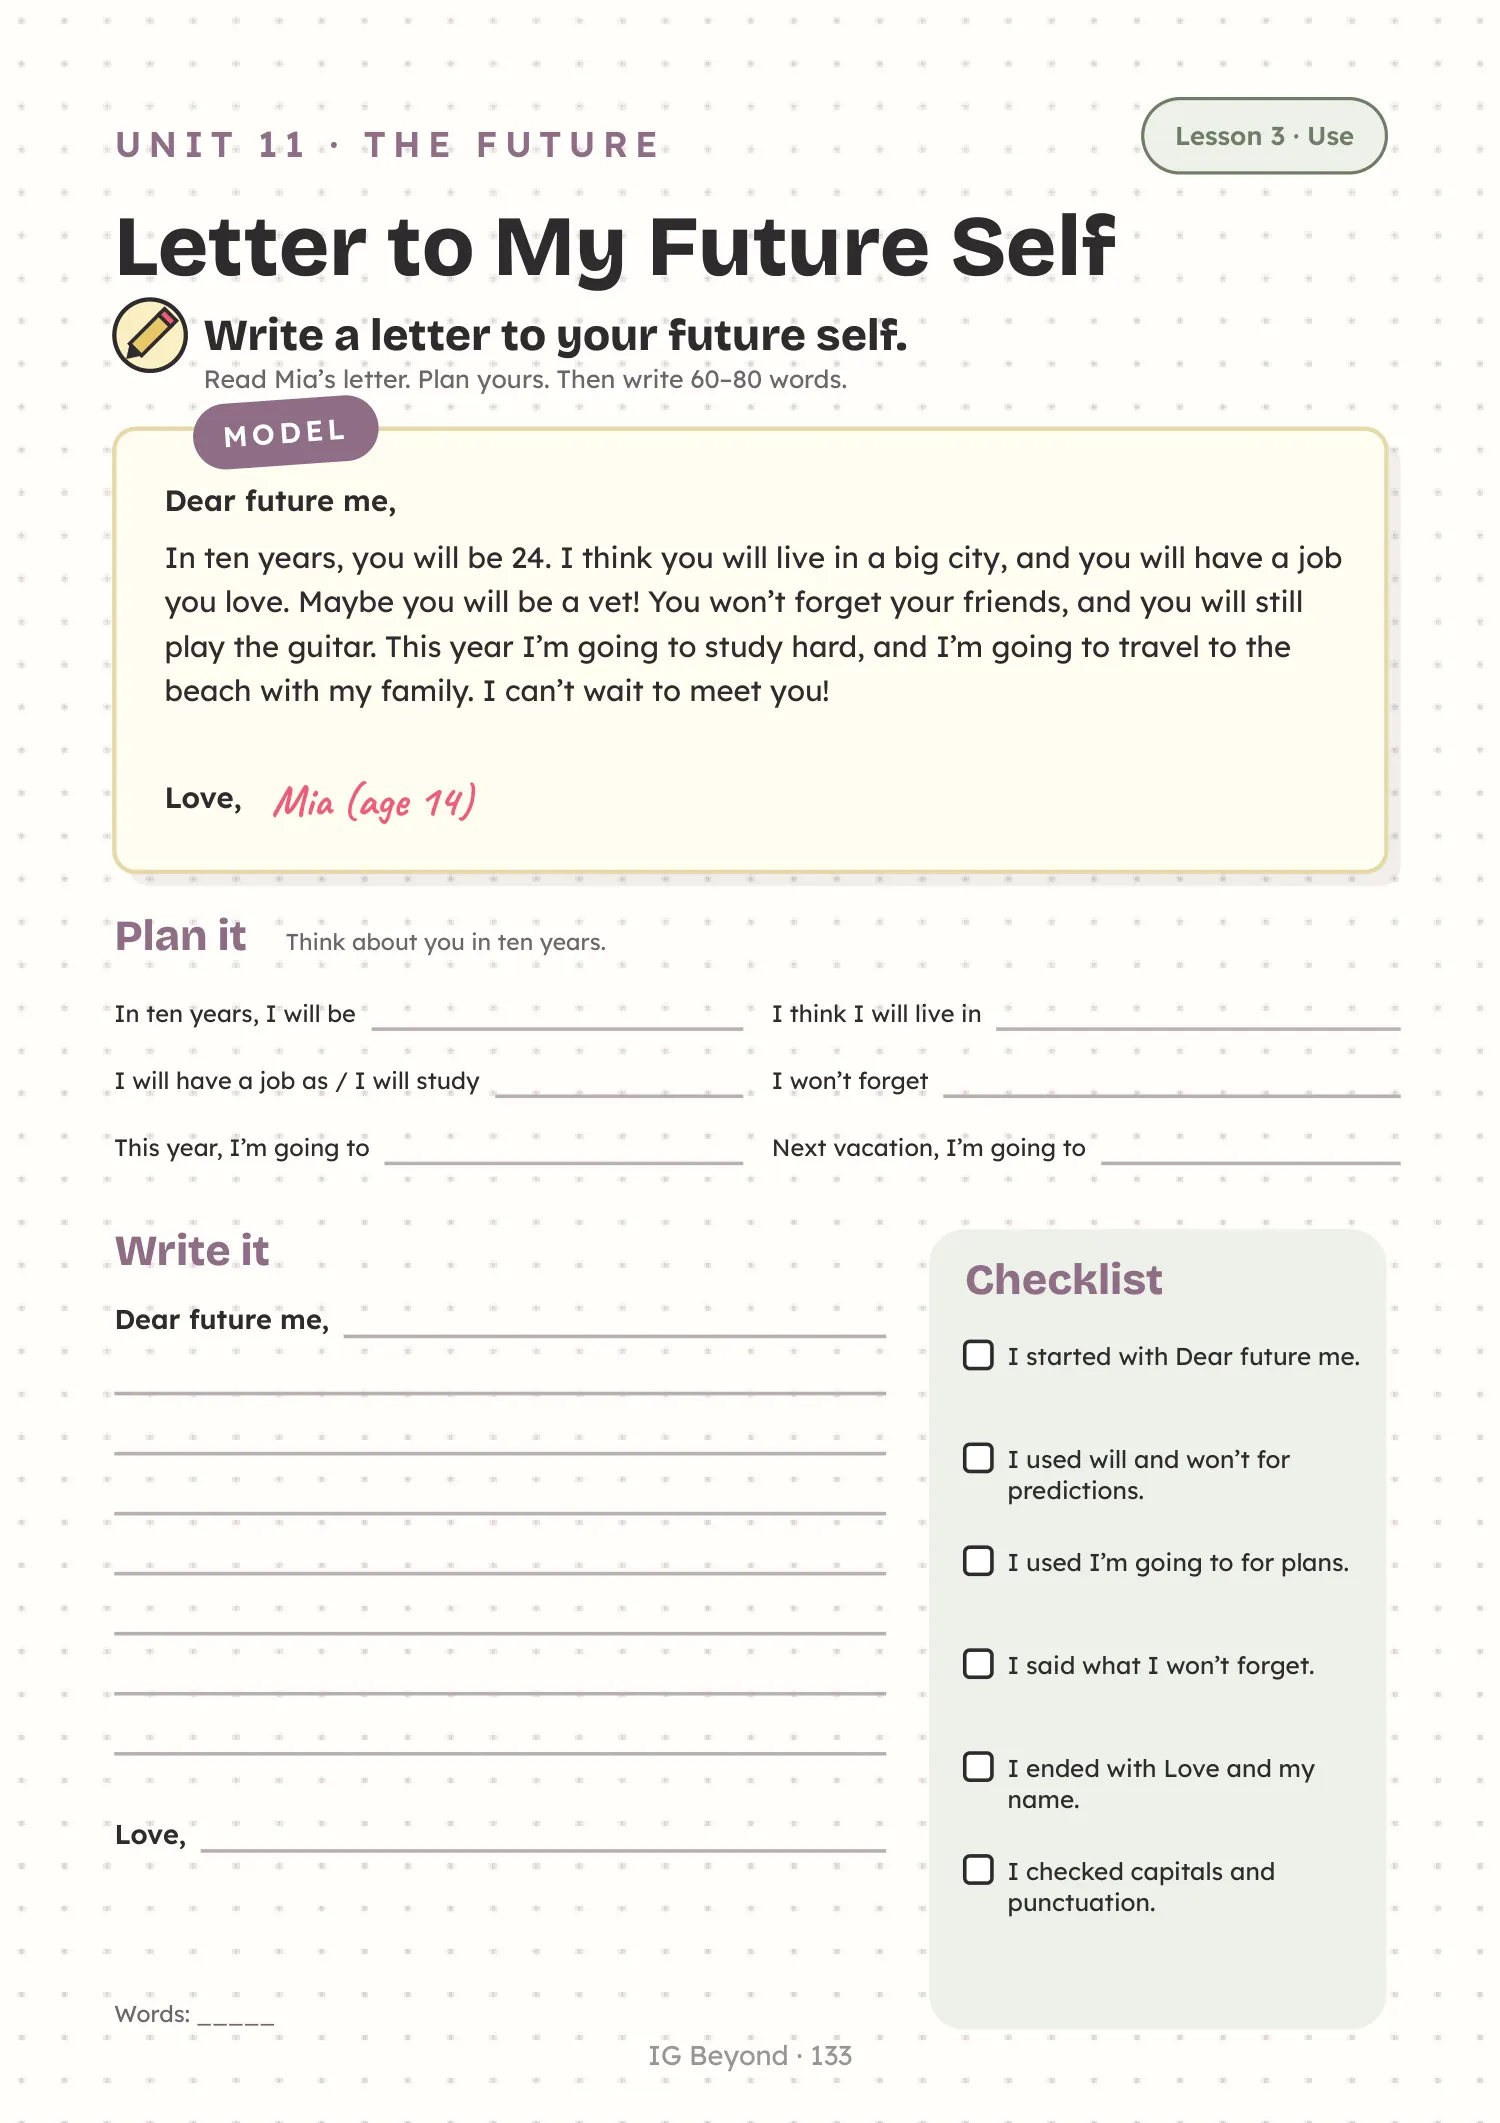 UNIT 11 · THE FUTURE
Lesson 3 · Use
Letter to My Future Self
Write a letter to your future self.
Read Mia’s letter. Plan yours. Then write 60–80 words.
MODEL
Dear future me,
In ten years, you will be 24. I think you will live in a big city, and you will have a job
you love. Maybe you will be a vet! You won’t forget your friends, and you will still
play the guitar. This year I’m going to study hard, and I’m going to travel to the
beach with my family. I can’t wait to meet you!
Love, Mia (age 14)
Plan it
Think about you in ten years.
In ten years, I will be
I think I will live in
I will have a job as / I will study
I won’t forget
This year, I’m going to
Next vacation, I’m going to
Write it
Dear future me,
Love,
Words: _____
Checklist
I started with Dear future me.
I used will and won’t for
predictions.
I used I’m going to for plans.
I said what I won’t forget.
I ended with Love and my
name.
I checked capitals and
punctuation.
IG Beyond · 133